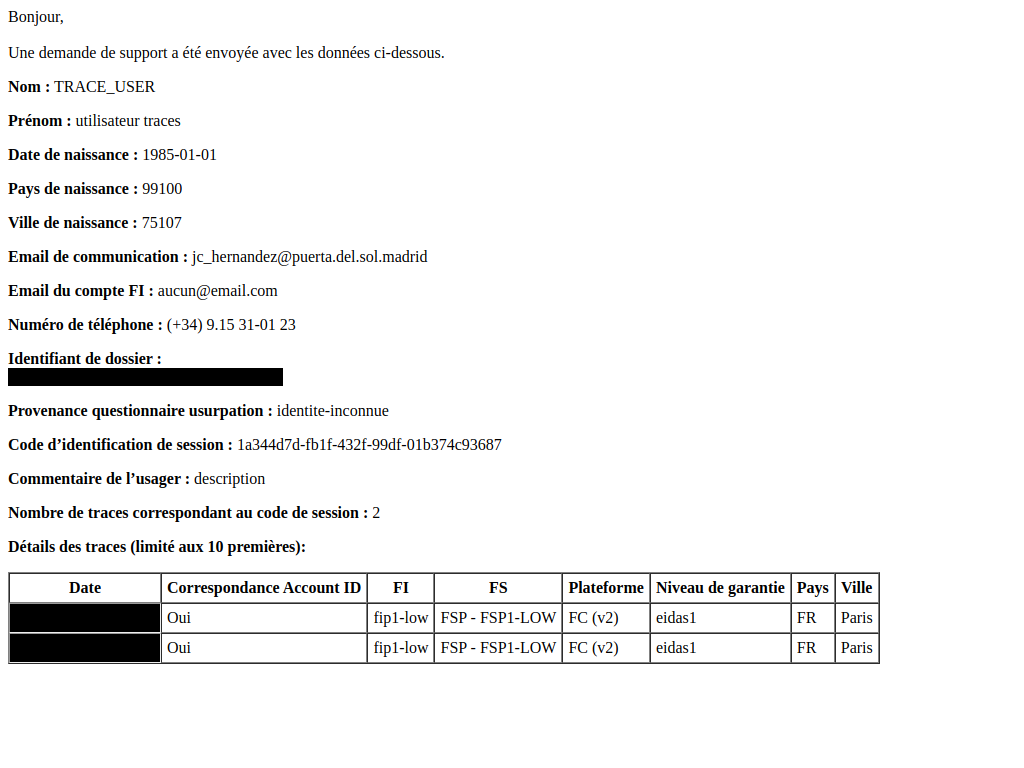 Bonjour,
Une demande de support a été envoyée avec les données ci-dessous.
Nom : TRACE_USER
Prénom : utilisateur traces
Date de naissance : 1985-01-01
Pays de naissance : 99100
Ville de naissance : 75107
Email de communication : jc_hernandez@puerta.del.sol.madrid
Email du compte FI : aucun@email.com
Numéro de téléphone : (+34) 9.15 31-01 23
Identifiant de dossier :
Provenance questionnaire usurpation : identite-inconnue
Code d’identification de session : 1a344d7d-fb1f-432f-99df-01b374c93687
Commentaire de l’usager : description
Nombre de traces correspondant au code de session : 2
Détails des traces (limité aux 10 premières):
Date Correspondance Account ID FI FS Plateforme Niveau de garantie Pays Ville
Oui fip1-low FSP - FSP1-LOW FC (v2) eidas1 FR Paris
Oui fip1-low FSP - FSP1-LOW FC (v2) eidas1 FR Paris